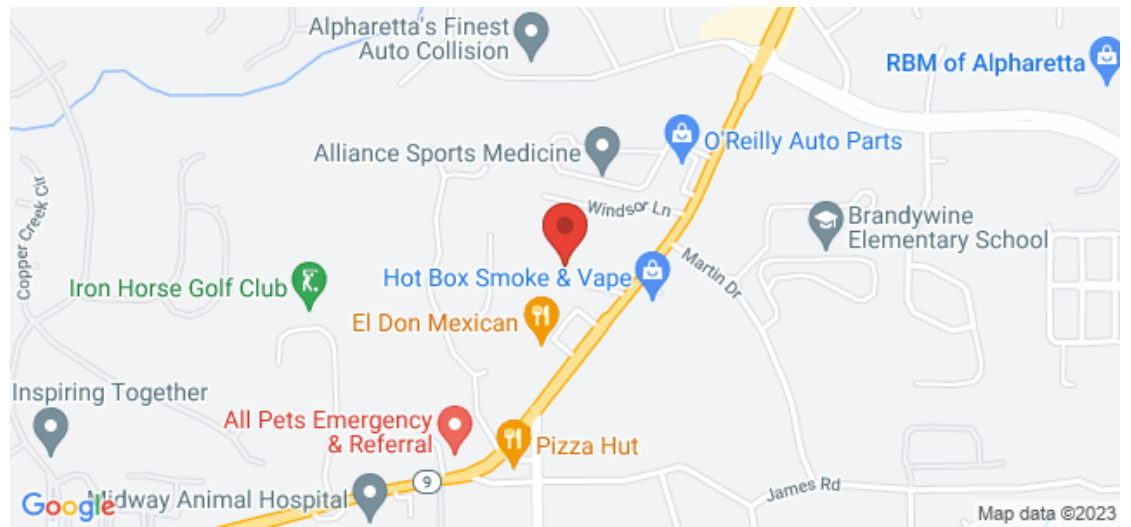 Alpharetta's Finest
Auto Collision
RBM of Alpharetta
O'Reilly Auto Parts
Alliance Sports Medicine
Windsor Ln
Copper Creek Cir
Brandywine
Elementary School
Martin Dr
Hot Box Smoke & Vape
Iron Horse Golf Club
El Don Mexican
Inspiring Together
All Pets Emergency
& Referral
Pizza Hut
9
James Rd
Midway Animal Hospital
Google
Map data ©2023